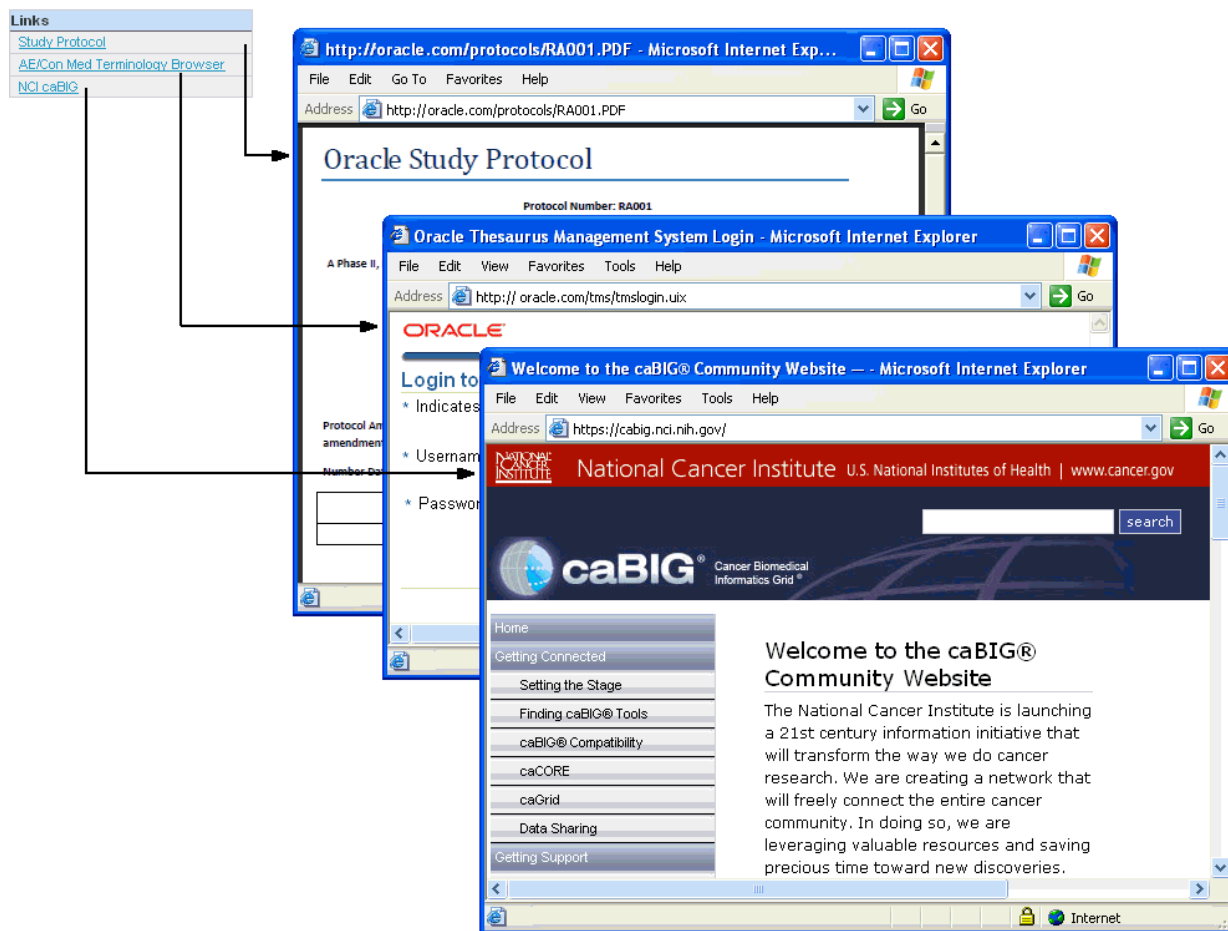 Links
Study Protocol
AE/Con Med Terminology Browser
NCI caBIG
http://oracle.com/protocols/RA001.PDF - Microsoft Internet Exp...
File Edit Go To Favorites Help
Address http://oracle.com/protocols/RA001.PDF Go
Oracle Study Protocol
Protocol Number: RA001
A Phase II,
Protocol Am
amendment
Number Da
Oracle Thesaurus Management System Login - Microsoft Internet Explorer
File Edit View Favorites Tools Help
Address http:// oracle.com/tms/tmslogin.uix Go
ORACLE
Login to
* Indicates
* Usernam
* Passwor
Welcome to the caBIG® Community Website — - Microsoft Internet Explorer
File Edit View Favorites Tools Help
Address https://cabig.nci.nih.gov/ Go
NATIONAL CANCER INSTITUTE
National Cancer Institute U.S. National Institutes of Health | www.cancer.gov
search
caBIG® Cancer Biomedical
Informatics Grid ®
Home
Getting Connected
Setting the Stage
Finding caBIG® Tools
caBIG® Compatibility
caCORE
caGrid
Data Sharing
Getting Support
Welcome to the caBIG®
Community Website
The National Cancer Institute is launching
a 21st century information initiative that
will transform the way we do cancer
research. We are creating a network that
will freely connect the entire cancer
community. In doing so, we are
leveraging valuable resources and saving
precious time toward new discoveries.
Internet